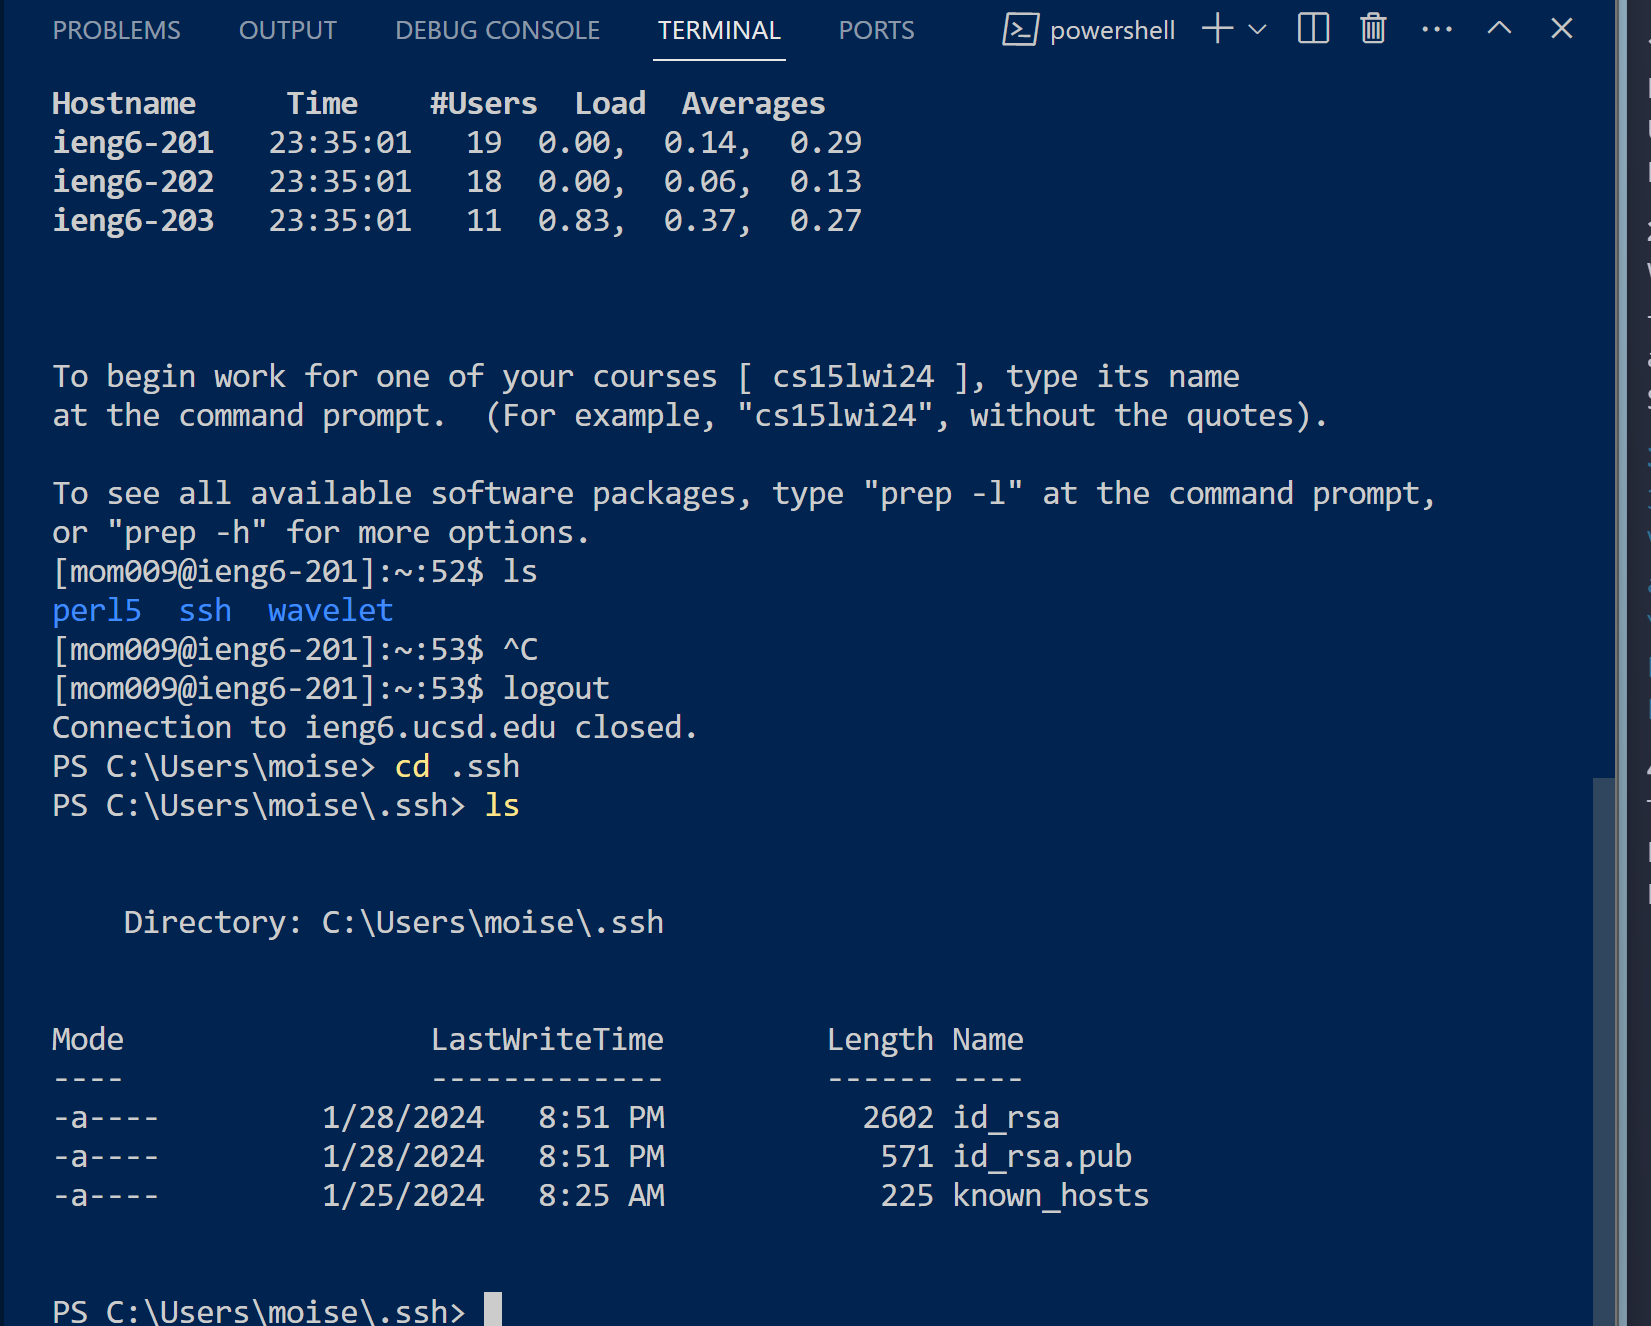 PROBLEMS OUTPUT DEBUG CONSOLE TERMINAL PORTS powershell
Hostname Time #Users Load Averages
ieng6-201 23:35:01 19 0.00, 0.14, 0.29
ieng6-202 23:35:01 18 0.00, 0.06, 0.13
ieng6-203 23:35:01 11 0.83, 0.37, 0.27
To begin work for one of your courses [ cs15lwi24 ], type its name
at the command prompt. (For example, "cs15lwi24", without the quotes).
To see all available software packages, type "prep -l" at the command prompt,
or "prep -h" for more options.
[mom009@ieng6-201]:~:52$ ls
perl5 ssh wavelet
[mom009@ieng6-201]:~:53$ ^C
[mom009@ieng6-201]:~:53$ logout
Connection to ieng6.ucsd.edu closed.
PS C:\Users\moise> cd .ssh
PS C:\Users\moise\.ssh> ls
Directory: C:\Users\moise\.ssh
Mode LastWriteTime Length Name
---- ------------- ------ ----
-a---- 1/28/2024 8:51 PM 2602 id_rsa
-a---- 1/28/2024 8:51 PM 571 id_rsa.pub
-a---- 1/25/2024 8:25 AM 225 known_hosts
PS C:\Users\moise\.ssh>